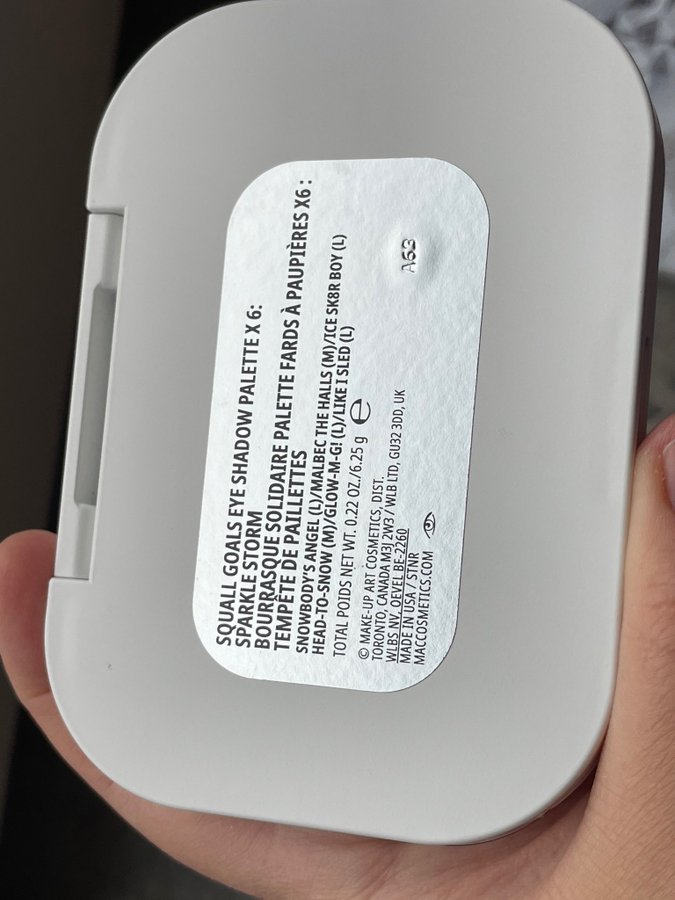 SQUALL GOALS EYE SHADOW PALETTE X 6:
SPARKLE STORM
BOURRASQUE SOLIDAIRE PALETTE FARDS À PAUPIÈRES X6 :
TEMPÊTE DE PAILLETTES
SNOWBODY'S ANGEL (L)/MALBEC THE HALLS (M)/ICE SK8R BOY (L)
HEAD-TO-SNOW (M)/GLOW-M-G! (L)/LIKE I SLED (L)
TOTAL POIDS NET WT. 0.22 OZ./6.25 g ℮
© MAKE-UP ART COSMETICS, DIST.
TORONTO, CANADA M3J 2W3 / WLB LTD, GU32 3DD, UK
WLBS NV, OEVEL BE-2260
MADE IN USA / STNR
MACCOSMETICS.COM
A63